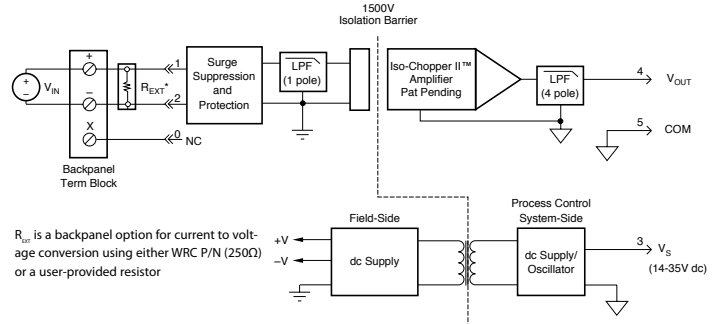 1500V
Isolation Barrier
+
−
V_IN
+
−
X
R_EXT*
1
2
0
NC
Backpanel
Term Block
Surge
Suppression
and
Protection
LPF
(1 pole)
Iso-Chopper II™
Amplifier
Pat Pending
LPF
(4 pole)
4
V_OUT
5
COM
R_EXT is a backpanel option for current to volt-
age conversion using either WRC P/N (250Ω)
or a user-provided resistor
Field-Side
+V
−V
dc Supply
Process Control
System-Side
dc Supply/
Oscillator
3
V_S
(14-35V dc)